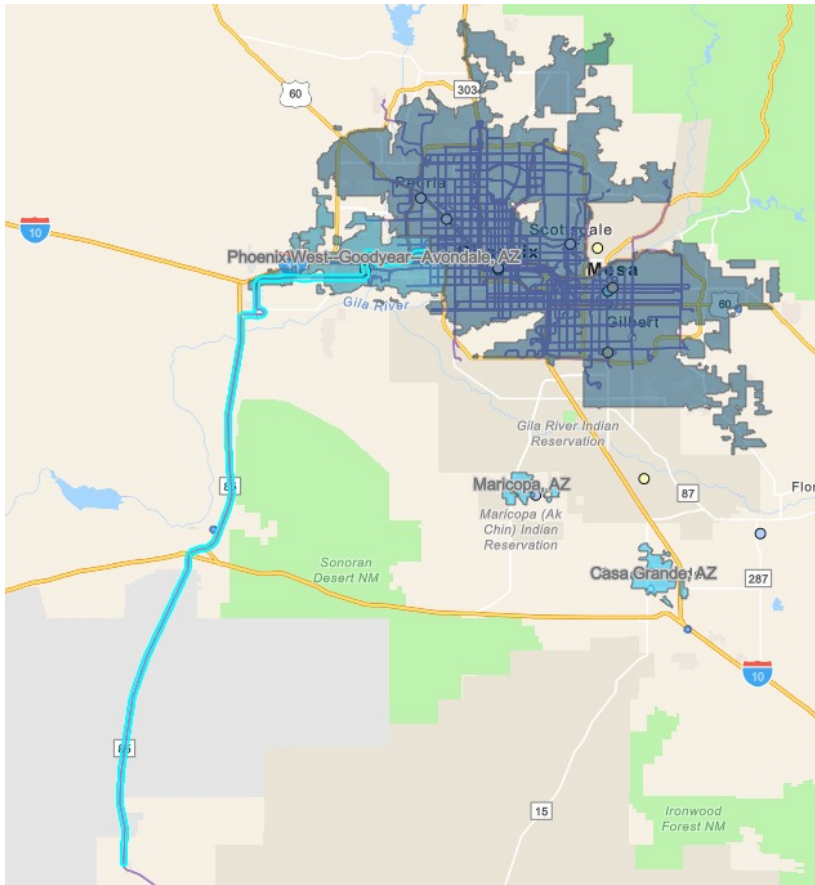 60
303
Peoria
10
Scottsdale
Phoenix West--Goodyear--Avondale, AZ
Mesa
60
Gila River
Gilbert
Gila River Indian
Reservation
Maricopa, AZ
87
85
Maricopa (Ak
Chin) Indian
Reservation
Sonoran
Desert NM
Casa Grande, AZ
287
10
85
15
Ironwood
Forest NM